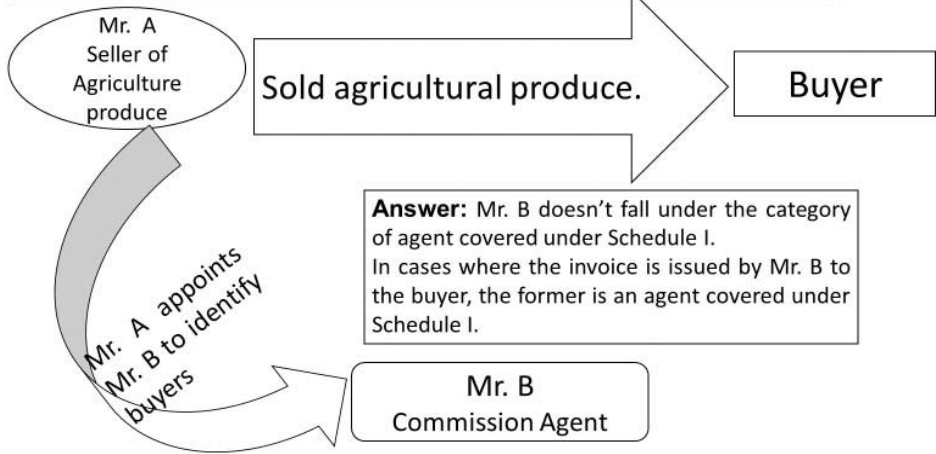 Mr. A
Seller of
Agriculture
produce
Sold agricultural produce.
Buyer
Answer: Mr. B doesn’t fall under the category
of agent covered under Schedule I.
In cases where the invoice is issued by Mr. B to
the buyer, the former is an agent covered under
Schedule I.
Mr. A appoints
Mr. B to identify
buyers
Mr. B
Commission Agent